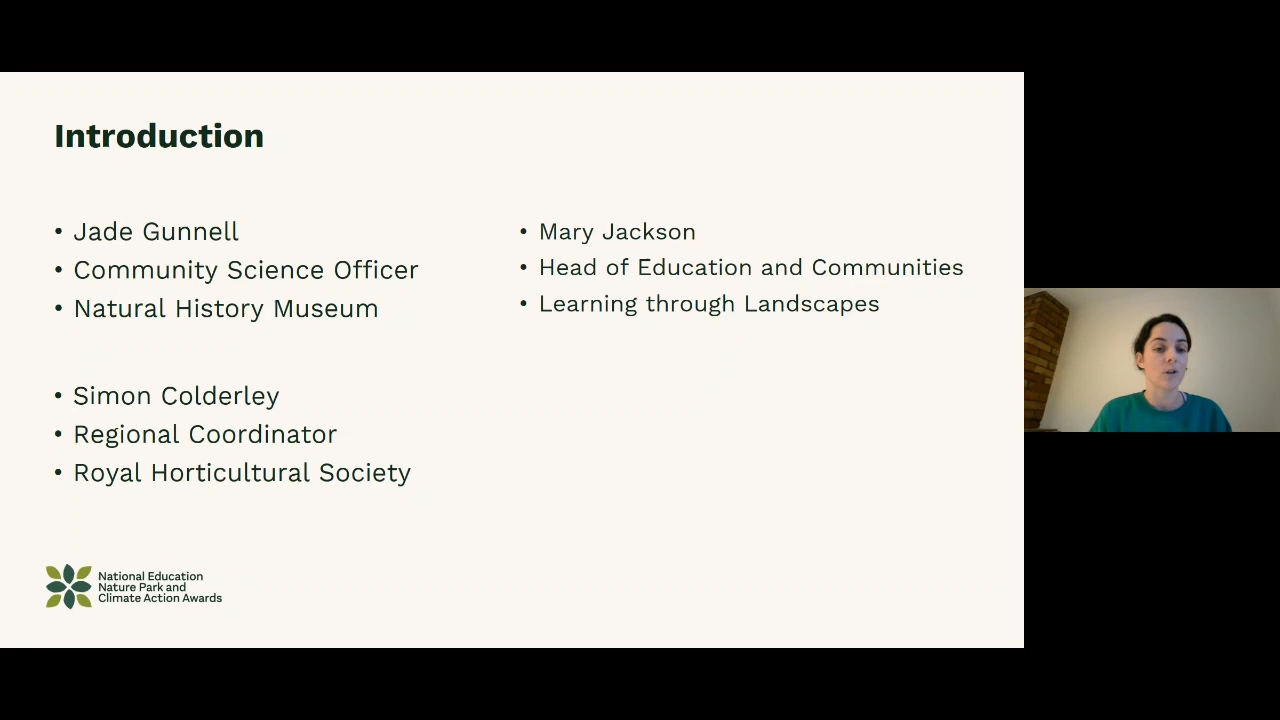 Introduction
• Jade Gunnell
• Community Science Officer
• Natural History Museum
• Simon Colderley
• Regional Coordinator
• Royal Horticultural Society
• Mary Jackson
• Head of Education and Communities
• Learning through Landscapes
National Education
Nature Park and
Climate Action Awards